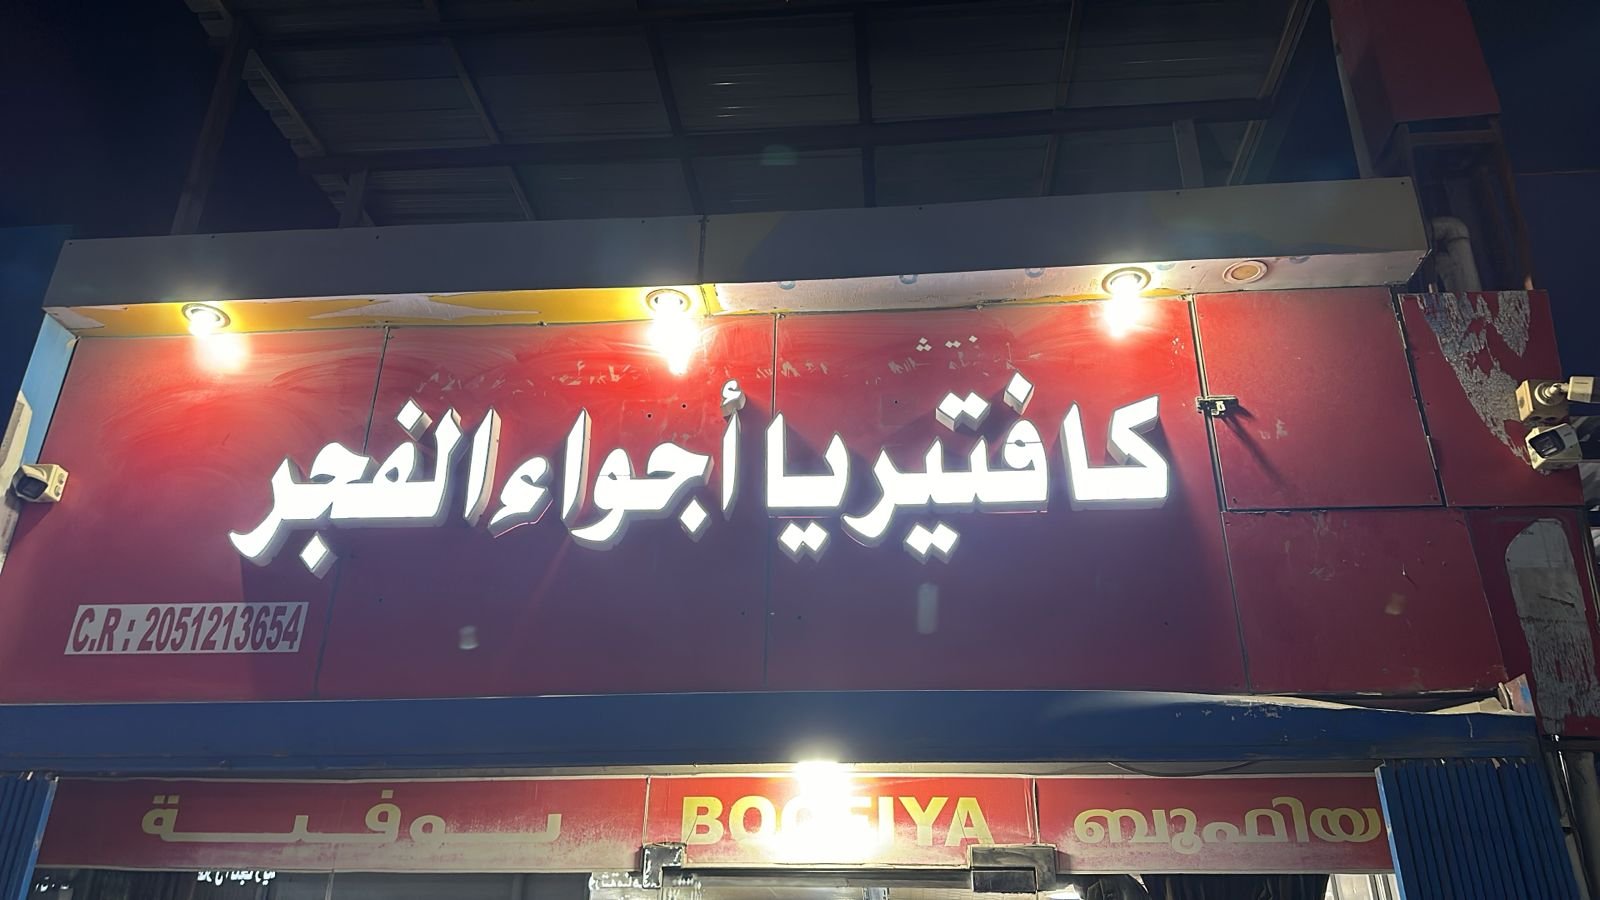 كافتيريا أجواء الفجر
C.R : 2051213654
بوفية
BOOFIYA
ബൂഫിയ